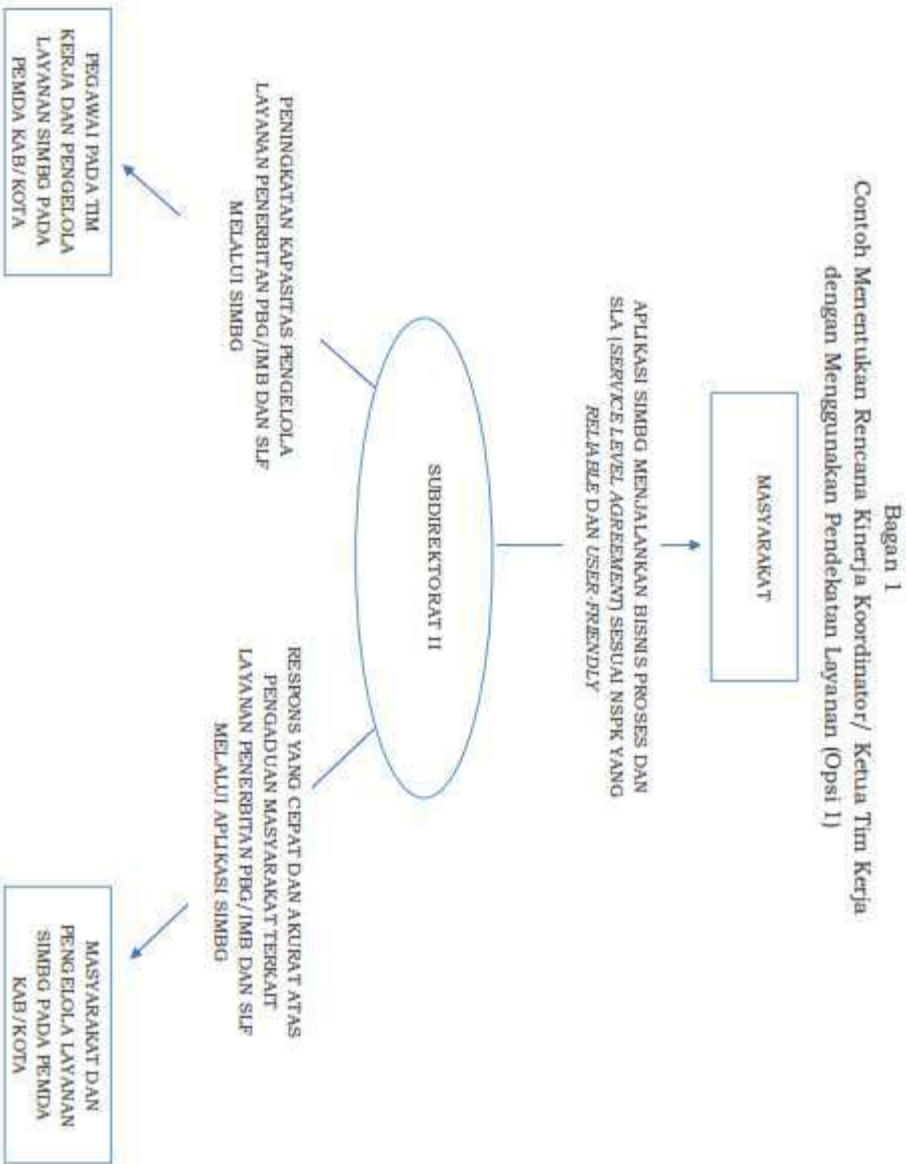 Bagan 1
Contoh Menentukan Rencana Kinerja Koordinator/ Ketua Tim Kerja
dengan Menggunakan Pendekatan Layanan (Opsi 1)
MASYARAKAT
APLIKASI SIMBG MENJALANKAN BISNIS PROSES DAN
SLA (SERVICE LEVEL AGREEMENT) SESUAI NSPK YANG
RELIABLE DAN USER-FRIENDLY
SUBDIREKTORAT II
PENINGKATAN KAPASITAS PENGELOLA
LAYANAN PENERBITAN PBG/IMB DAN SLF
MELALUI SIMBG
RESPONS YANG CEPAT DAN AKURAT ATAS
PENGADUAN MASYARAKAT TERKAIT
LAYANAN PENERBITAN PBG/IMB DAN SLF
MELALUI APLIKASI SIMBG
PEGAWAI PADA TIM
KERJA DAN PENGELOLA
LAYANAN SIMBG PADA
PEMDA KAB/KOTA
MASYARAKAT DAN
PENGELOLA LAYANAN
SIMBG PADA PEMDA
KAB/KOTA